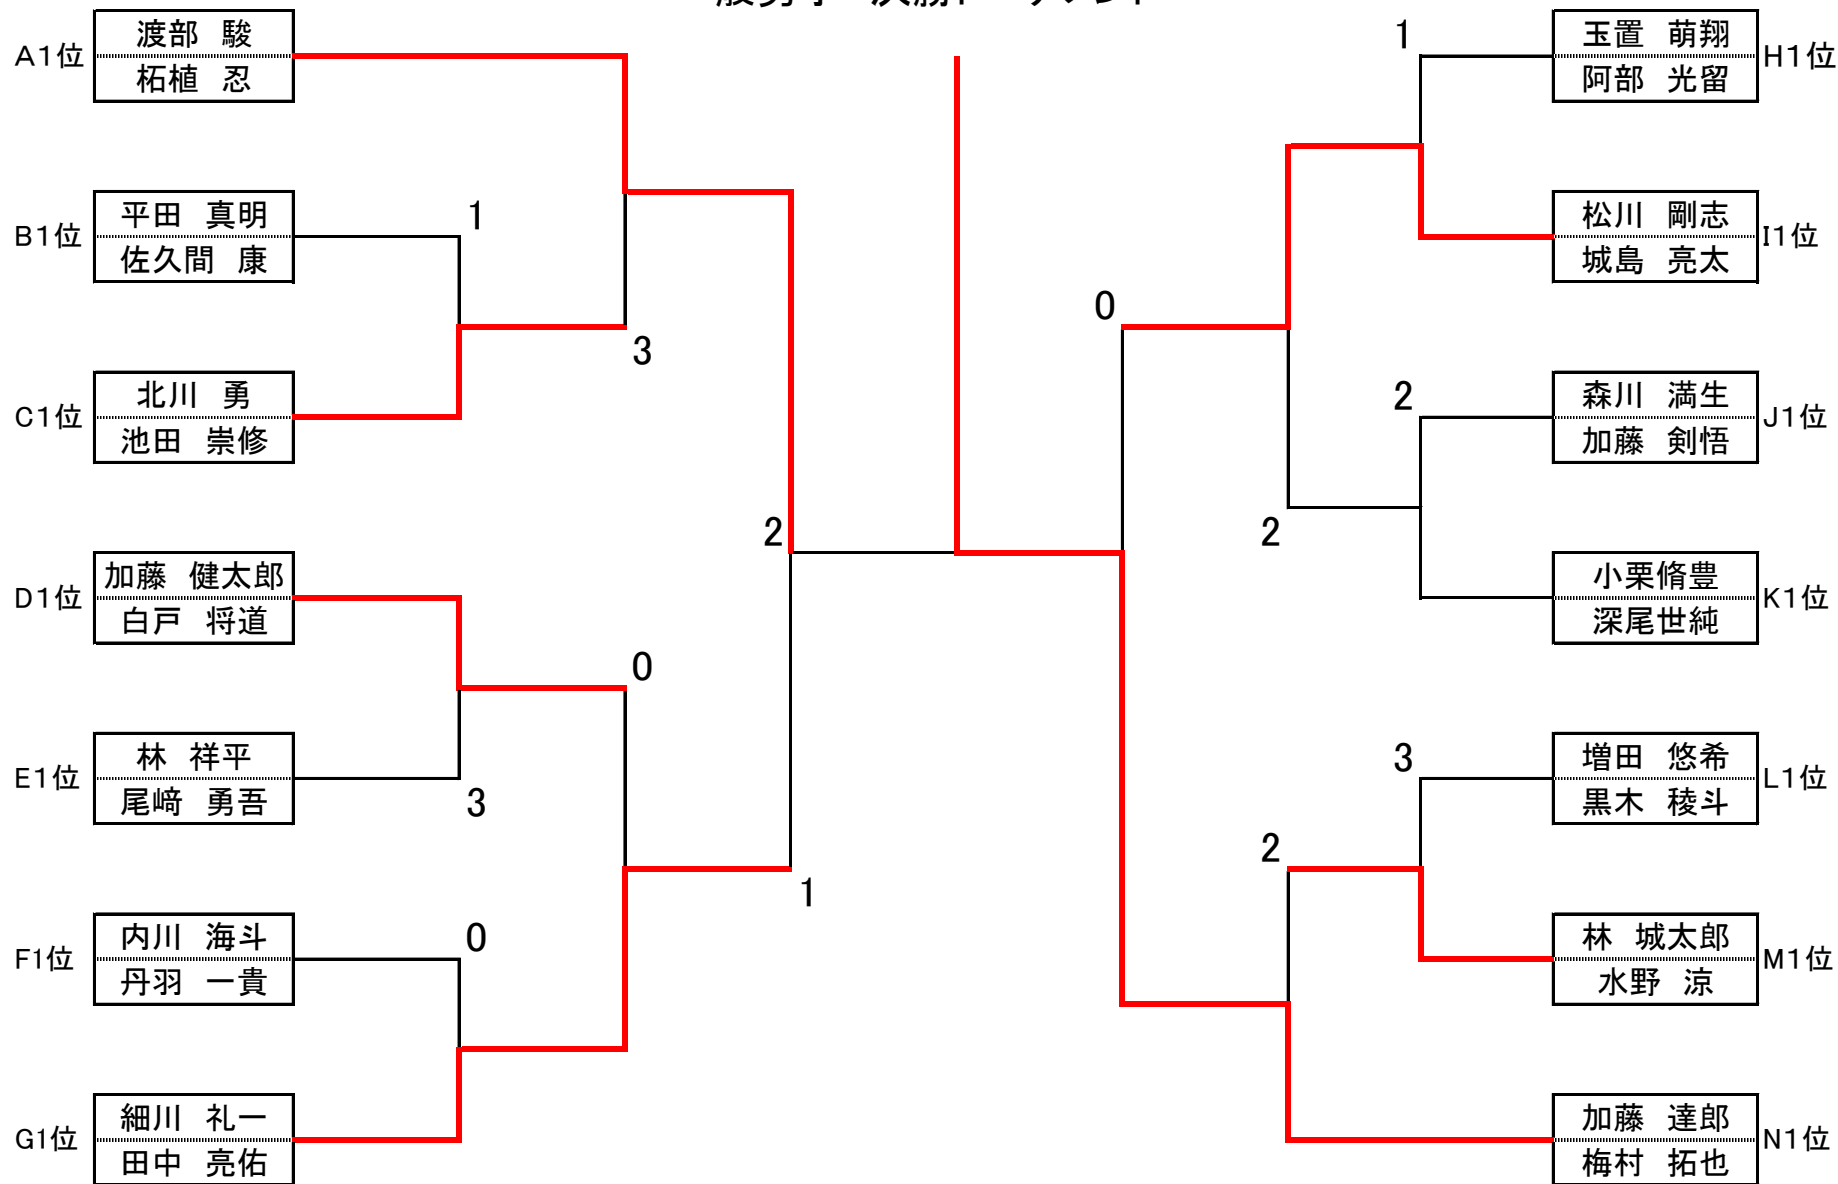 A1位
渡部 駿
柘植 忍
B1位
平田 真明
佐久間 康
1
C1位
北川 勇
池田 崇修
3
D1位
加藤 健太郎
白戸 将道
2
0
E1位
林 祥平
尾﨑 勇吾
3
1
F1位
内川 海斗
丹羽 一貴
0
G1位
細川 礼一
田中 亮佑
1
玉置 萌翔
阿部 光留
H1位
松川 剛志
城島 亮太
I1位
0
2
森川 満生
加藤 剣悟
J1位
2
小栗脩豊
深尾世純
K1位
3
増田 悠希
黒木 稜斗
L1位
2
林 城太郎
水野 涼
M1位
加藤 達郎
梅村 拓也
N1位